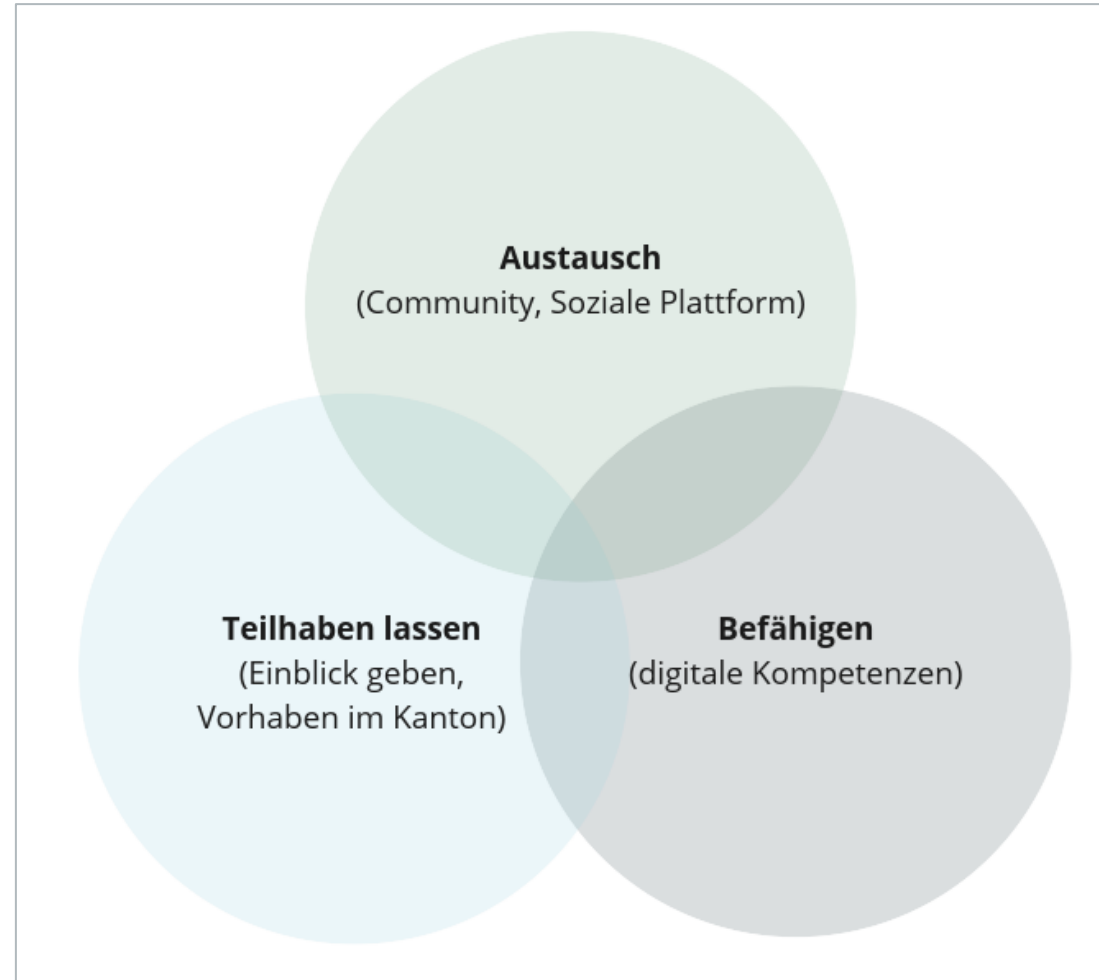 Austausch
(Community, Soziale Plattform)
Teilhaben lassen
(Einblick geben,
Vorhaben im Kanton)
Befähigen
(digitale Kompetenzen)